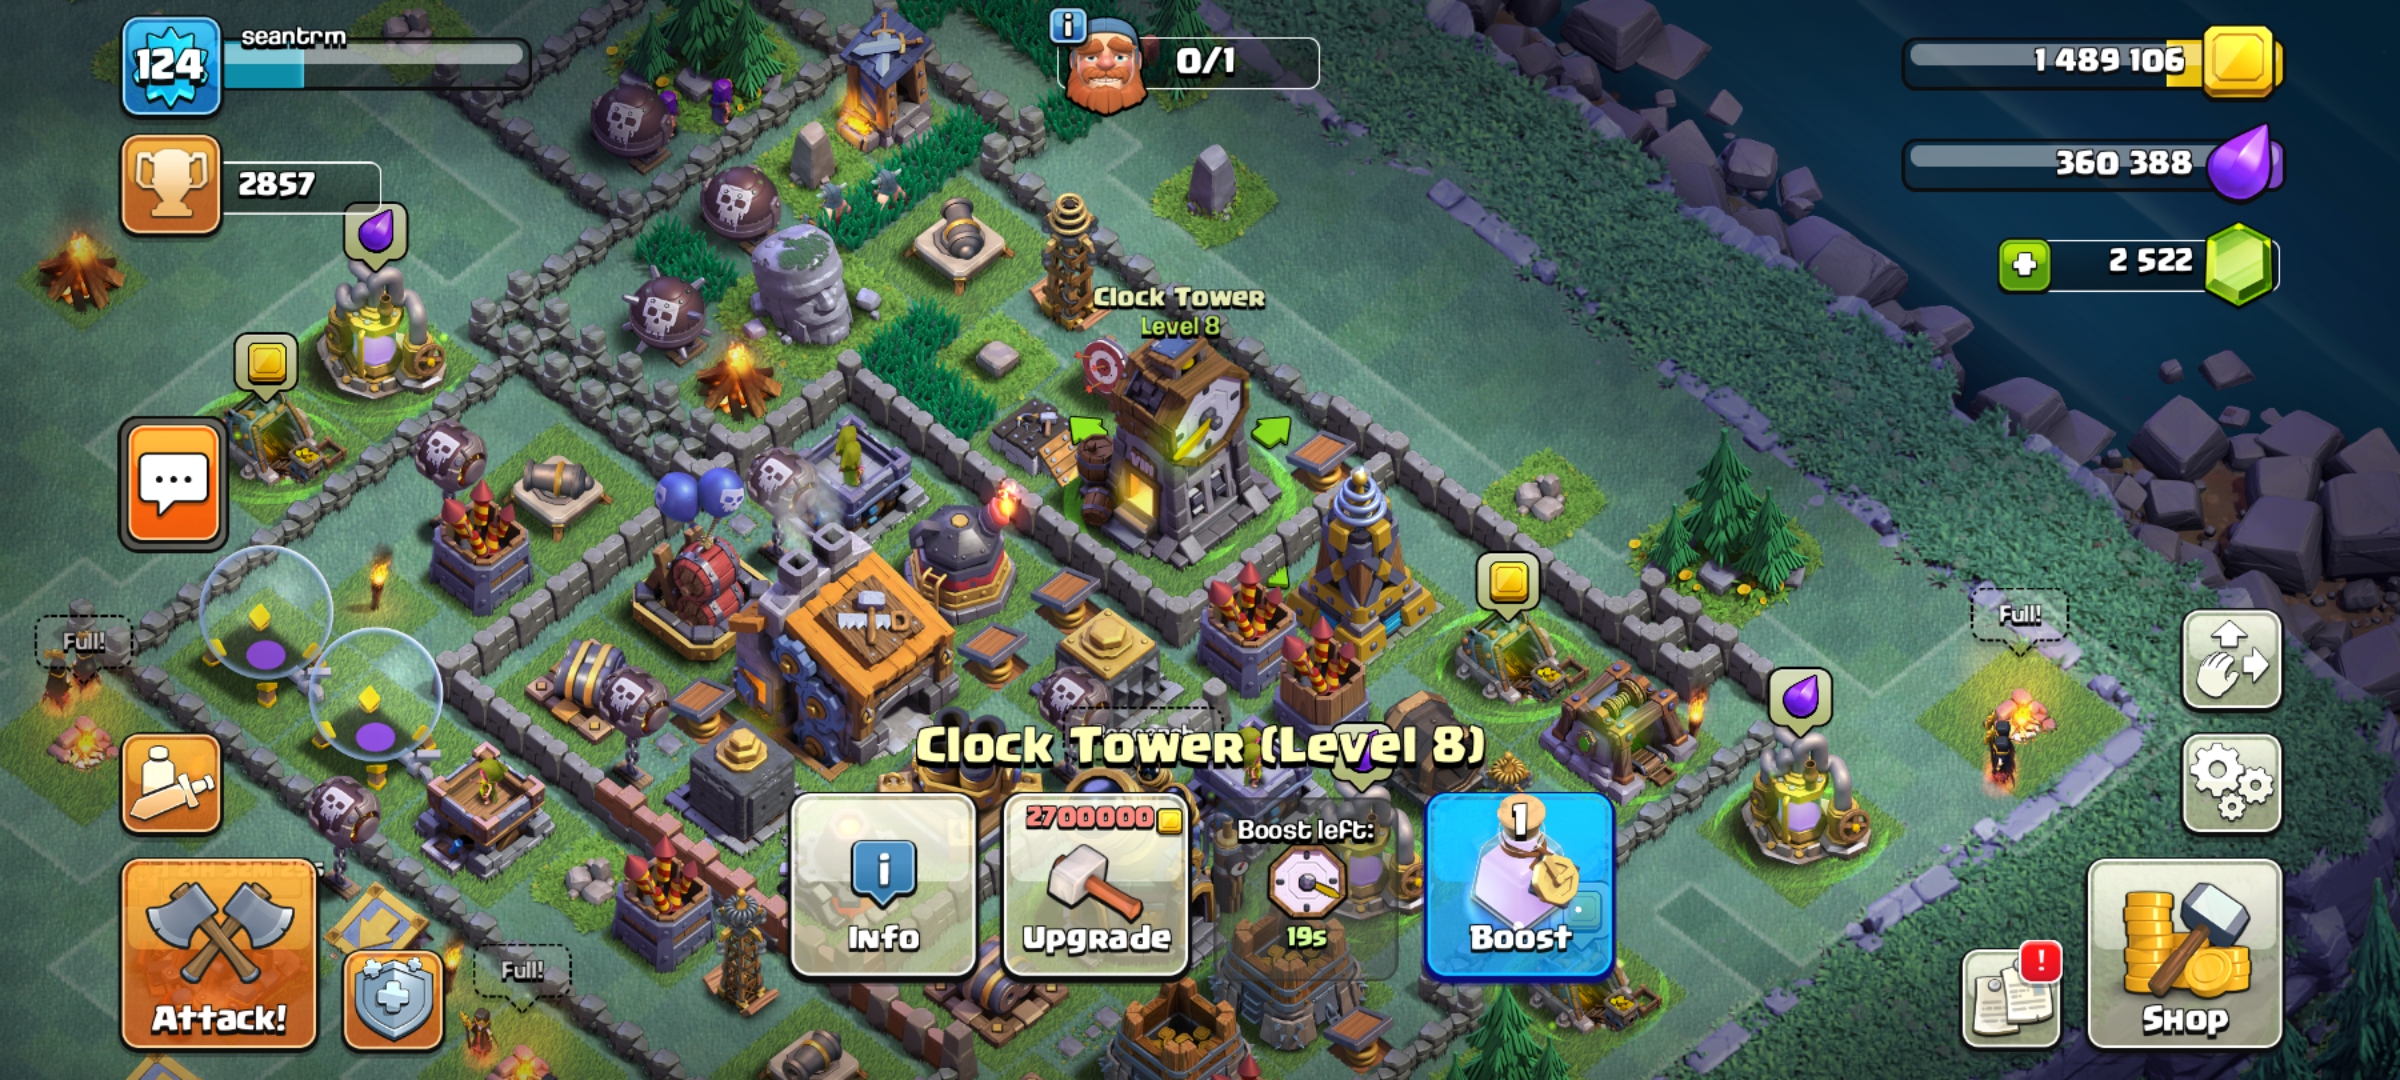 124
seantrm
0/1
1 489 106
2857
360 388
2 522
Clock Tower
Level 8
Full!
Full!
Clock Tower (Level 8)
2700000
Boost left:
1
Info
Upgrade
19s
Boost
Full!
Attack!
!
Shop